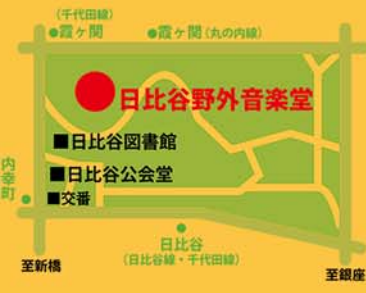 (千代田線)
●霞ヶ関
●霞ヶ関(丸の内線)
●日比谷野外音楽堂
■日比谷図書館
■日比谷公会堂
■交番
内幸町
日比谷
(日比谷線・千代田線)
至新橋
至銀座